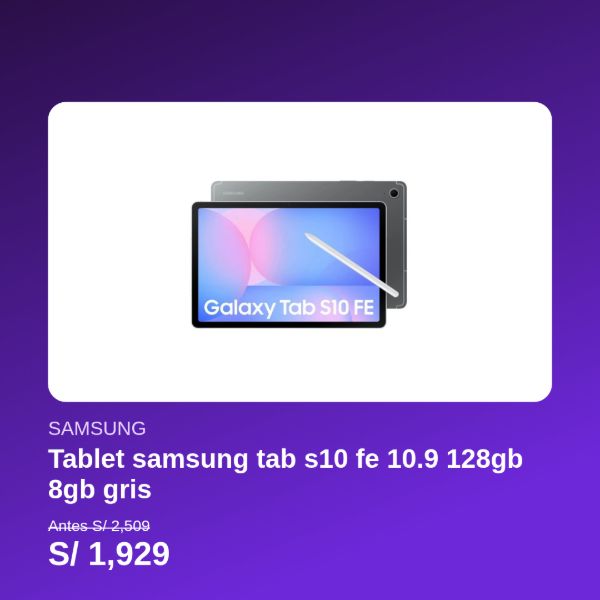 Galaxy Tab S10 FE
SAMSUNG
Tablet samsung tab s10 fe 10.9 128gb
8gb gris
Antes S/ 2,509
S/ 1,929